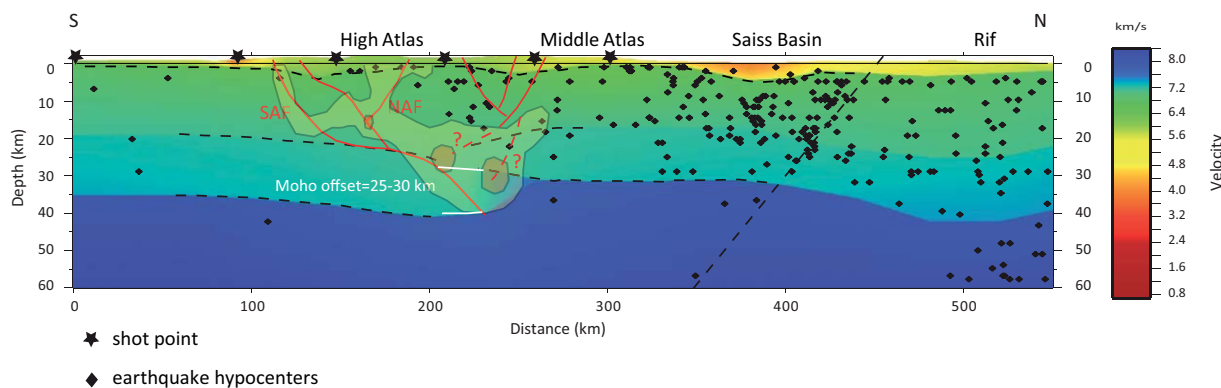 S
N
High Atlas
Middle Atlas
Saiss Basin
Rif
km/s
0
10
20
30
40
50
60
Depth (km)
SAF
NAF
?
?
Moho offset=25-30 km
0
10
20
30
40
50
60
0
100
200
300
400
500
Distance (km)
8.0
7.2
6.4
5.6
4.8
4.0
3.2
2.4
1.6
0.8
Velocity
shot point
earthquake hypocenters